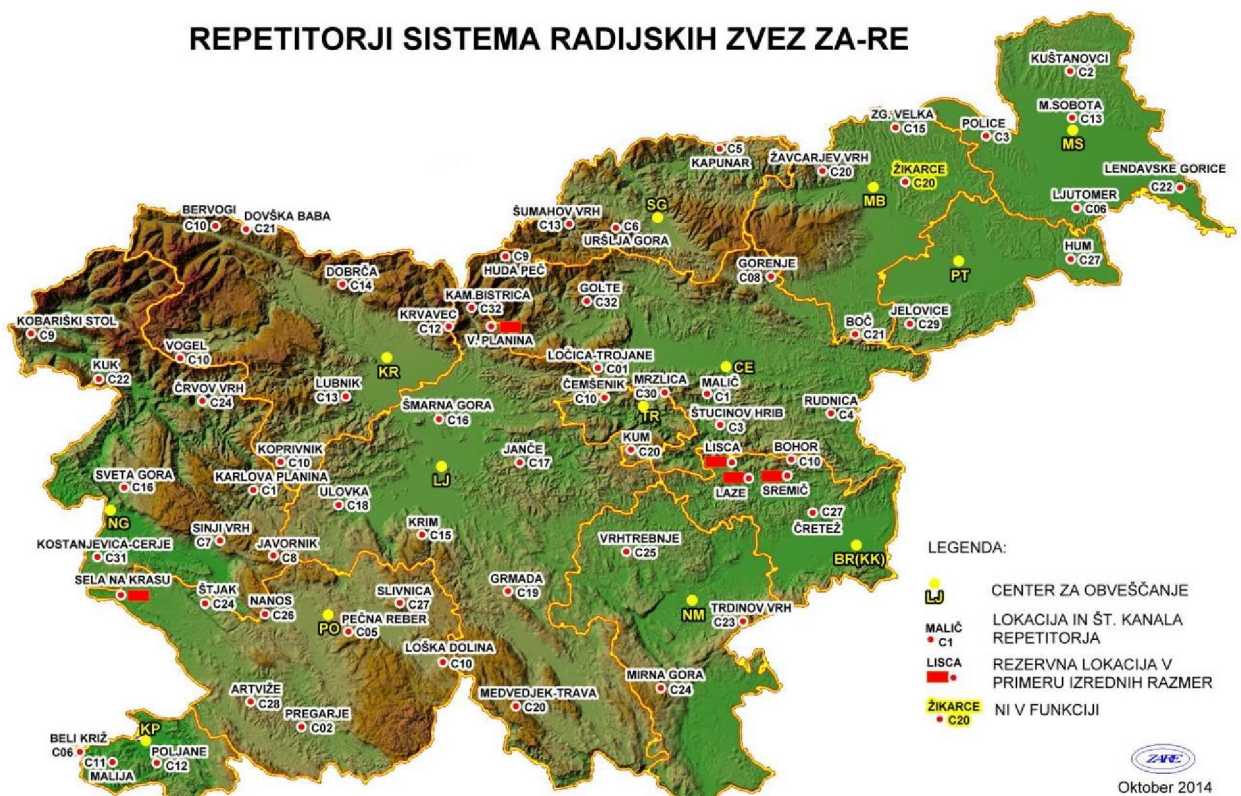 REPETITORJI SISTEMA RADIJSKIH ZVEZ ZA-RE
KUŠTANOVCI
C2
M.SOBOTA
C13
MS
ZG. VELKA
C15
POLICE
C3
C5
KAPUNAR
ŽAVCARJEV VRH
C20
ŽIKARCE
C20
MB
LENDAVSKE GORICE
C22
LJUTOMER
C06
BERVOGI
C10
DOVŠKA BABA
C21
ŠUMAHOV VRH
C13
SG
C6
URŠLJA GORA
HUM
C27
PT
C9
HUDA PEČ
GORENJE
C08
DOBRČA
C14
KAM.BISTRICA
C32
GOLTE
C32
KOBARIŠKI STOL
C9
KRVAVEC
C12
V. PLANINA
BOČ
C21
JELOVICE
C29
VOGEL
C10
KR
LOČICA-TROJANE
C01
CE
KUK
C22
ČRVOV VRH
C24
LUBNIK
C13
ČEMŠENIK
C10
MRZLICA
C30
MALIČ
C1
TR
RUDNICA
C4
ŠMARNA GORA
C16
ŠTUCINOV HRIB
C3
KUM
C20
LISCA
BOHOR
C10
KOPRIVNIK
C10
JANČE
C17
LJ
SVETA GORA
C16
KARLOVA PLANINA
C1
ULOVKA
C18
LAZE
SREMIČ
NG
C27
ČRETEŽ
SINJI VRH
C7
KRIM
C15
KOSTANJEVICA-CERJE
C31
JAVORNIK
C8
VRHTREBNJE
C25
BR(KK)
SELA NA KRASU
ŠTJAK
C24
NANOS
C26
SLIVNICA
C27
GRMADA
C19
NM
TRDINOV VRH
C23
PO
PEČNA REBER
C05
LOŠKA DOLINA
C10
MIRNA GORA
C24
ARTVIŽE
C28
MEDVEDJEK-TRAVA
C20
PREGARJE
C02
KP
BELI KRIŽ
C06
C11
MALIJA
POLJANE
C12
LEGENDA:
LJ
CENTER ZA OBVEŠČANJE
MALIČ
C1
LOKACIJA IN ŠT. KANALA
REPETITORJA
LISCA
REZERVNA LOKACIJA V
PRIMERU IZREDNIH RAZMER
ŽIKARCE
C20
NI V FUNKCIJI
ZARE
Oktober 2014